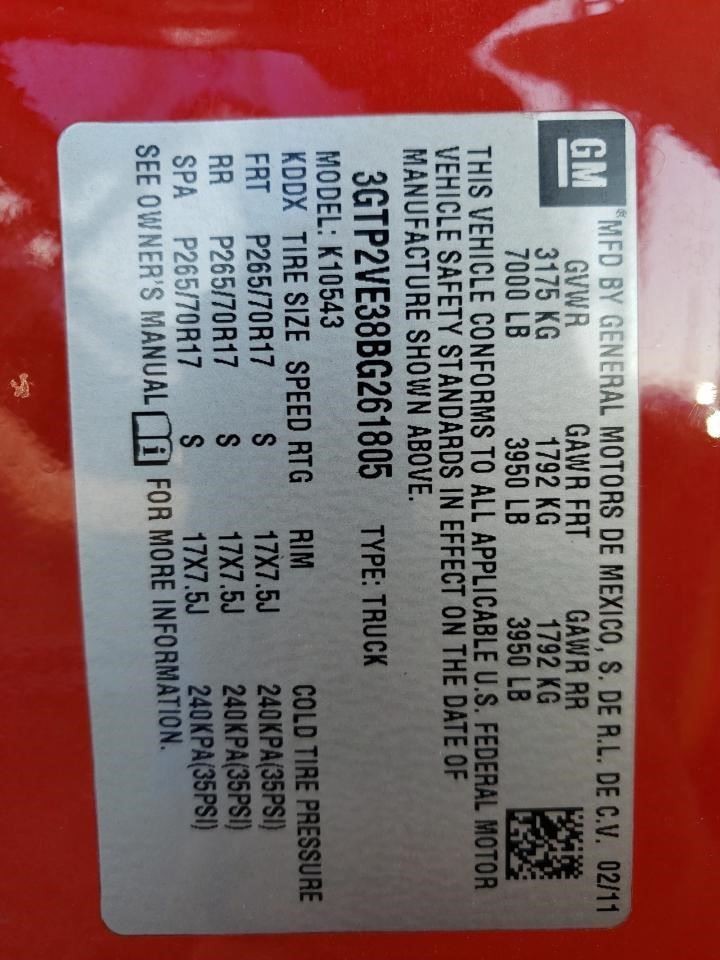 GM
MFD BY GENERAL MOTORS DE MEXICO, S. DE R.L. DE C.V. 02/11
GVWR GAWR FRT GAWR RR
3175 KG 1792 KG 1792 KG
7000 LB 3950 LB 3950 LB
THIS VEHICLE CONFORMS TO ALL APPLICABLE U.S. FEDERAL MOTOR
VEHICLE SAFETY STANDARDS IN EFFECT ON THE DATE OF
MANUFACTURE SHOWN ABOVE.
3GTP2VE38BG261805 TYPE: TRUCK
MODEL: K10543
KDDX TIRE SIZE SPEED RTG RIM COLD TIRE PRESSURE
FRT P265/70R17 S 17X7.5J 240KPA(35PSI)
RR P265/70R17 S 17X7.5J 240KPA(35PSI)
SPA P265/70R17 S 17X7.5J 240KPA(35PSI)
SEE OWNER'S MANUAL i FOR MORE INFORMATION.